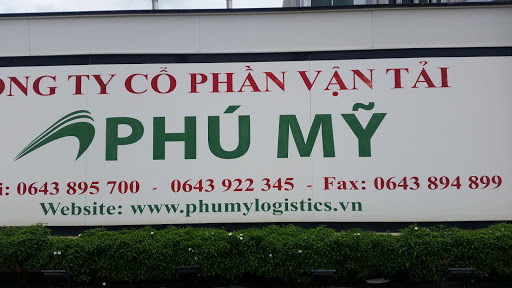 ÔNG TY CỔ PHẦN VẬN TẢI
PHÚ MỸ
i: 0643 895 700 - 0643 922 345 - Fax: 0643 894 899
Website: www.phumylogistics.vn